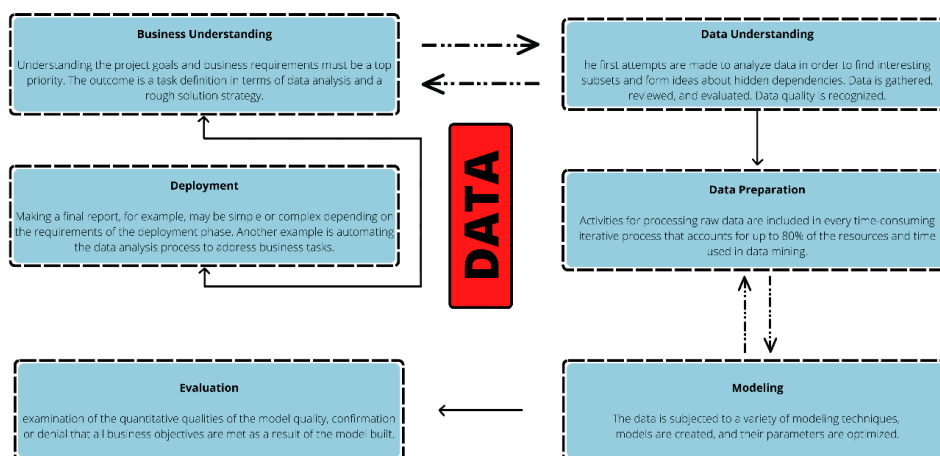 Business Understanding
Understanding the project goals and business requirements must be a top
priority. The outcome is a task definition in terms of data analysis and a
rough solution strategy.
Data Understanding
he first attempts are made to analyze data in order to find interesting
subsets and form ideas about hidden dependencies. Data is gathered,
reviewed, and evaluated. Data quality is recognized.
DATA
Deployment
Making a final report, for example, may be simple or complex depending on
the requirements of the deployment phase. Another example is automating
the data analysis process to address business tasks.
Data Preparation
Activities for processing raw data are included in every time-consuming
iterative process that accounts for up to 80% of the resources and time
used in data mining.
Evaluation
examination of the quantitative qualities of the model quality, confirmation
or denial that all business objectives are met as a result of the model built.
Modeling
The data is subjected to a variety of modeling techniques,
models are created, and their parameters are optimized.